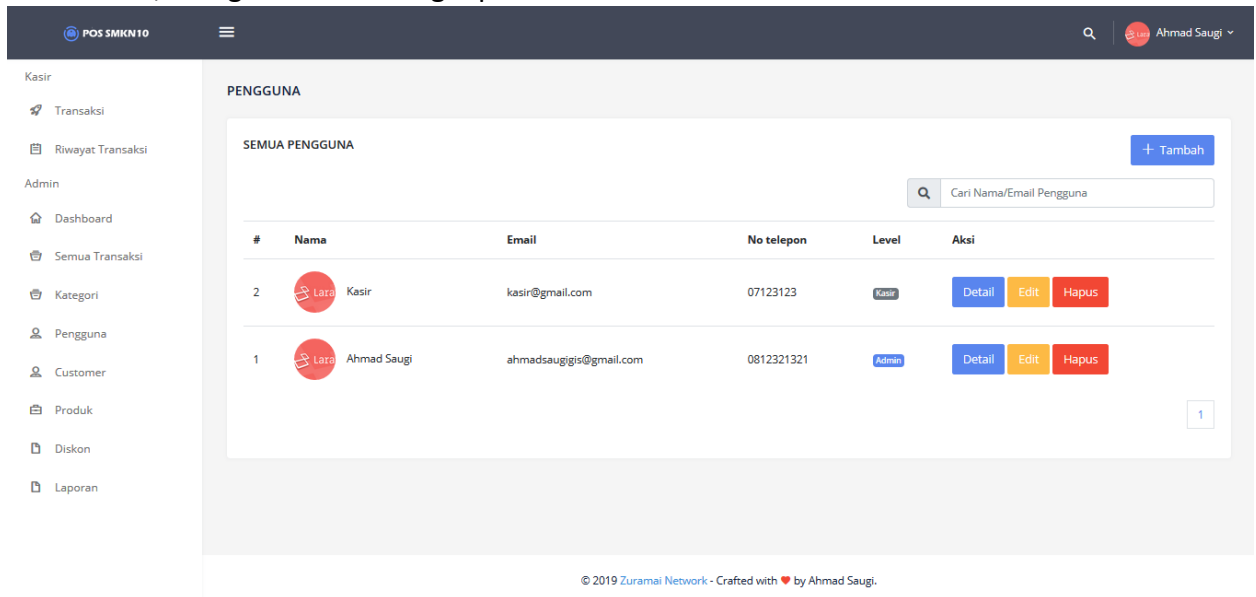 POS SMKN10
Ahmad Saugi
Kasir
Transaksi
Riwayat Transaksi
Admin
Dashboard
Semua Transaksi
Kategori
Pengguna
Customer
Produk
Diskon
Laporan
PENGGUNA
SEMUA PENGGUNA
+ Tambah
Cari Nama/Email Pengguna
# Nama Email No telepon Level Aksi
2 Lara Kasir kasir@gmail.com 07123123 Kasir Detail Edit Hapus
1 Lara Ahmad Saugi ahmadsaugigis@gmail.com 0812321321 Admin Detail Edit Hapus
1
© 2019 Zuramai Network - Crafted with ♥ by Ahmad Saugi.